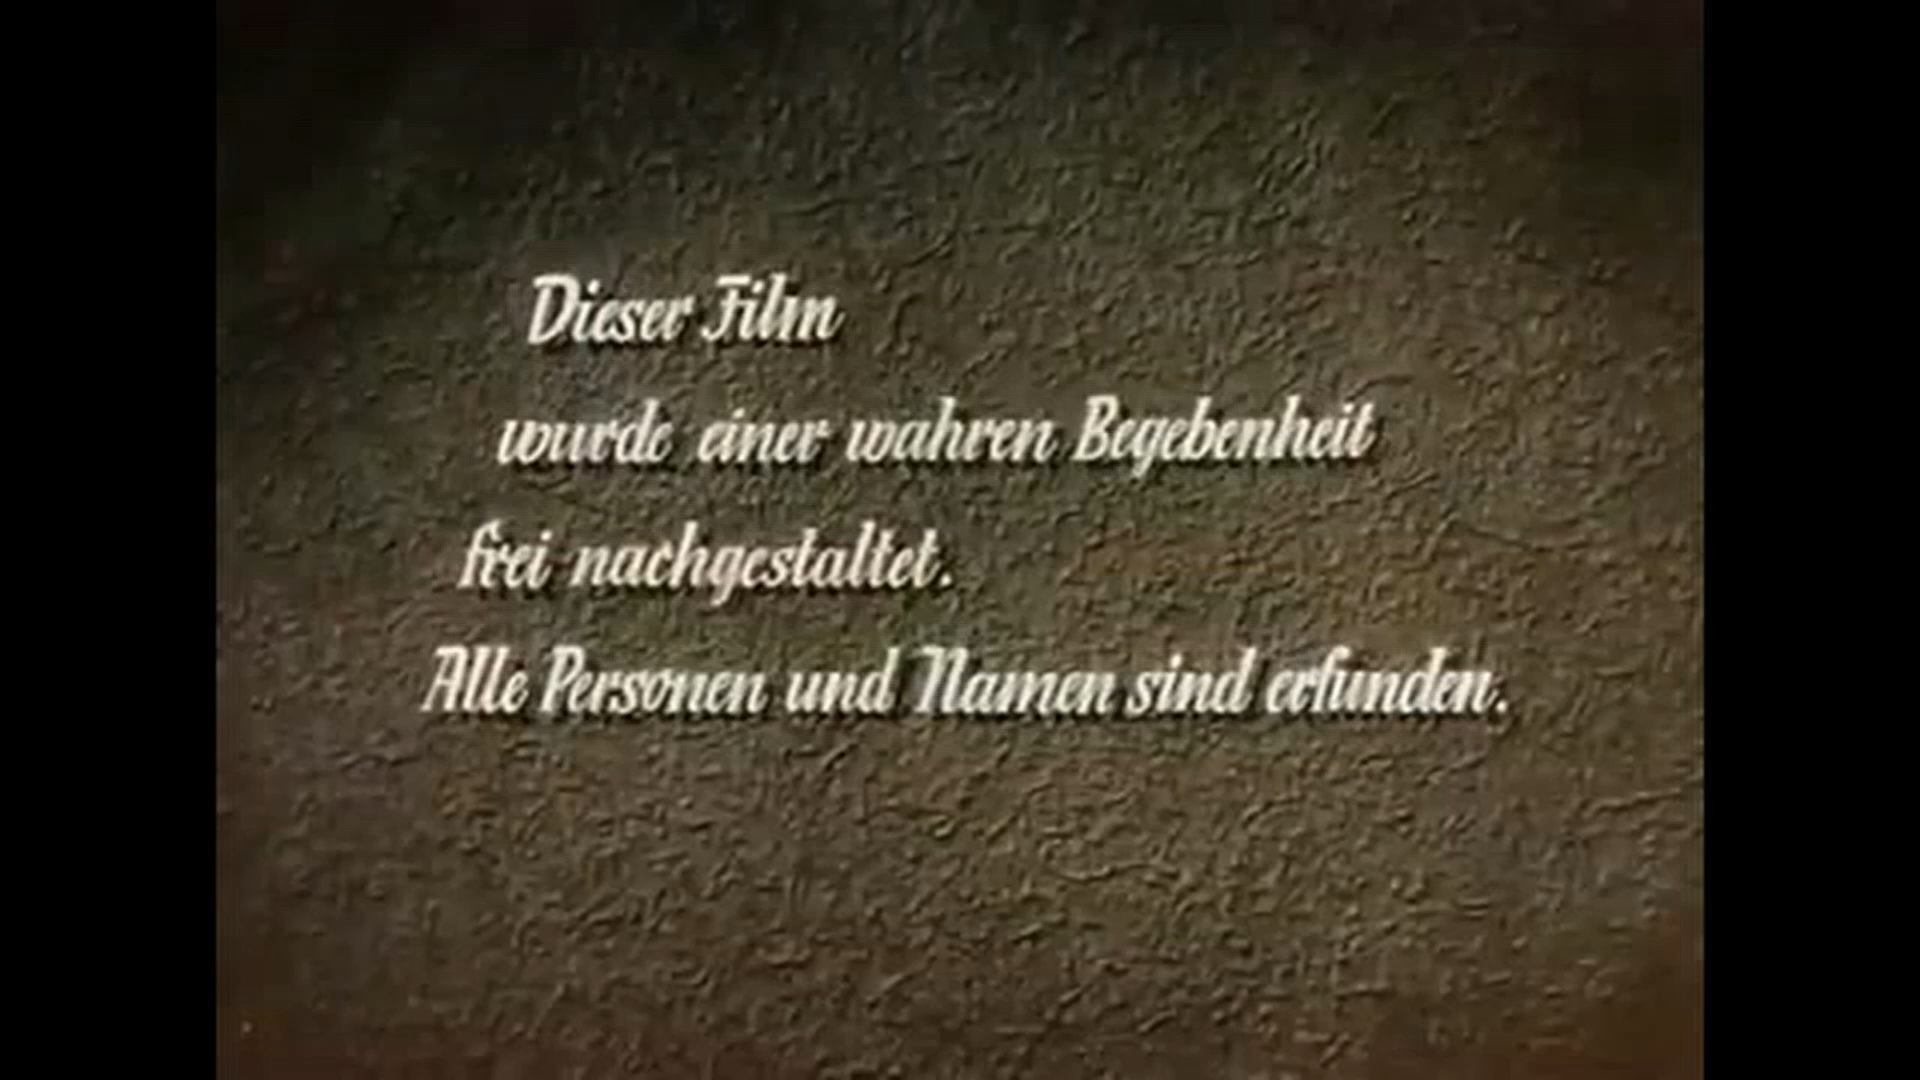 Dieser Film
wurde einer wahren Begebenheit
frei nachgestaltet.
Alle Personen und Namen sind erfunden.